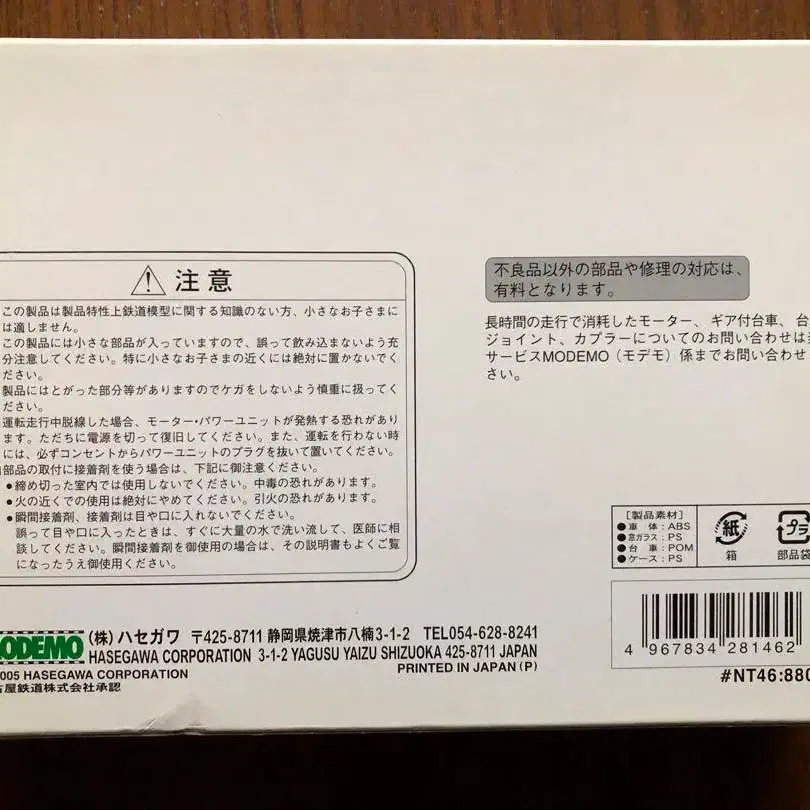 注意
この製品は製品特性上鉄道模型に関する知識のない方、小さなお子さまに
は適しません。
この製品には小さな部品が入っていますので、誤って飲み込まないよう充
分注意してください。特に小さなお子さまの近くには絶対に置かないでく
ださい。
製品にはとがった部分等がありますのでケガをしないよう慎重に扱ってく
ださい。
運転走行中脱線した場合、モーター・パワーユニットが発熱する恐れがあり
ます。ただちに電源を切って復旧してください。また、運転を行わない時
には、必ずコンセントからパワーユニットのプラグを抜いて置いてください。
部品の取付に接着剤を使う場合は、下記に御注意ください。
●締め切った室内では使用しないでください。中毒の恐れがあります。
●火の近くでの使用は絶対にやめてください。引火の恐れがあります。
●瞬間接着剤、接着剤は目や口に入れないでください。
誤って目や口に入ったときは、すぐに大量の水で洗い流して、医師に相
談してください。瞬間接着剤を御使用の場合は、その説明書もよくご覧
になったうえ御使用ください。
不良品以外の部品や修理の対応は、
有料となります。
長時間の走行で消耗したモーター、ギア付台車、台
ジョイント、カプラーについてのお問い合わせは
サービスMODEMO（モデモ）係までお問い合わせ
さい。
［製品素材］
●車体：ABS
●窓ガラス：PS
●台車：POM
●ケース：PS
紙
箱
プラ
部品袋
4 967834 281462
#NT46:880
MODEMO (株)ハセガワ 〒425-8711 静岡県焼津市八楠3-1-2 TEL054-628-8241
HASEGAWA CORPORATION 3-1-2 YAGUSU YAIZU SHIZUOKA 425-8711 JAPAN
005 HASEGAWA CORPORATION PRINTED IN JAPAN (P)
古屋鉄道株式会社承認